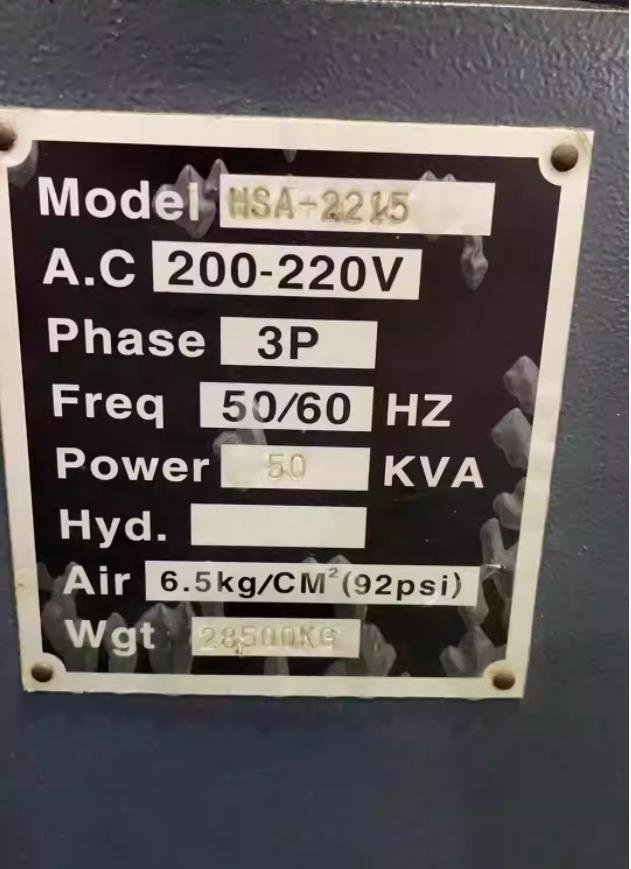 Model HSA-2215
A.C 200-220V
Phase 3P
Freq 50/60 HZ
Power 50 KVA
Hyd.
Air 6.5kg/CM²(92psi)
Wgt 28500KG